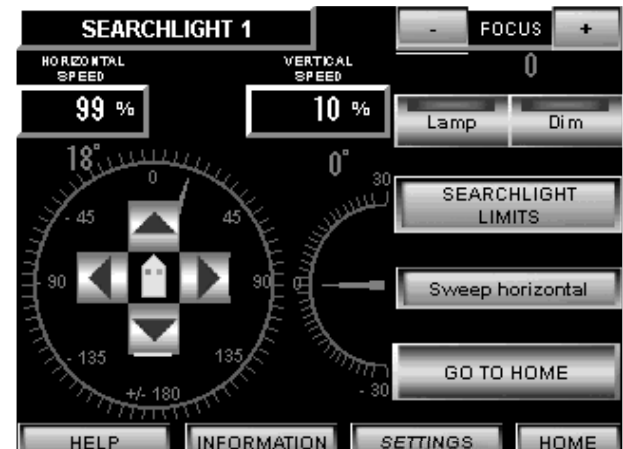 SEARCHLIGHT 1
- FOCUS +
HORIZONTAL
SPEED
VERTICAL
SPEED
0
99 %
10 %
Lamp
Dim
18°
0°
0
30
- 45
45
SEARCHLIGHT
LIMITS
- 90
90
0
Sweep horizontal
- 135
135
+/- 180
- 30
GO TO HOME
HELP
INFORMATION
SETTINGS
HOME